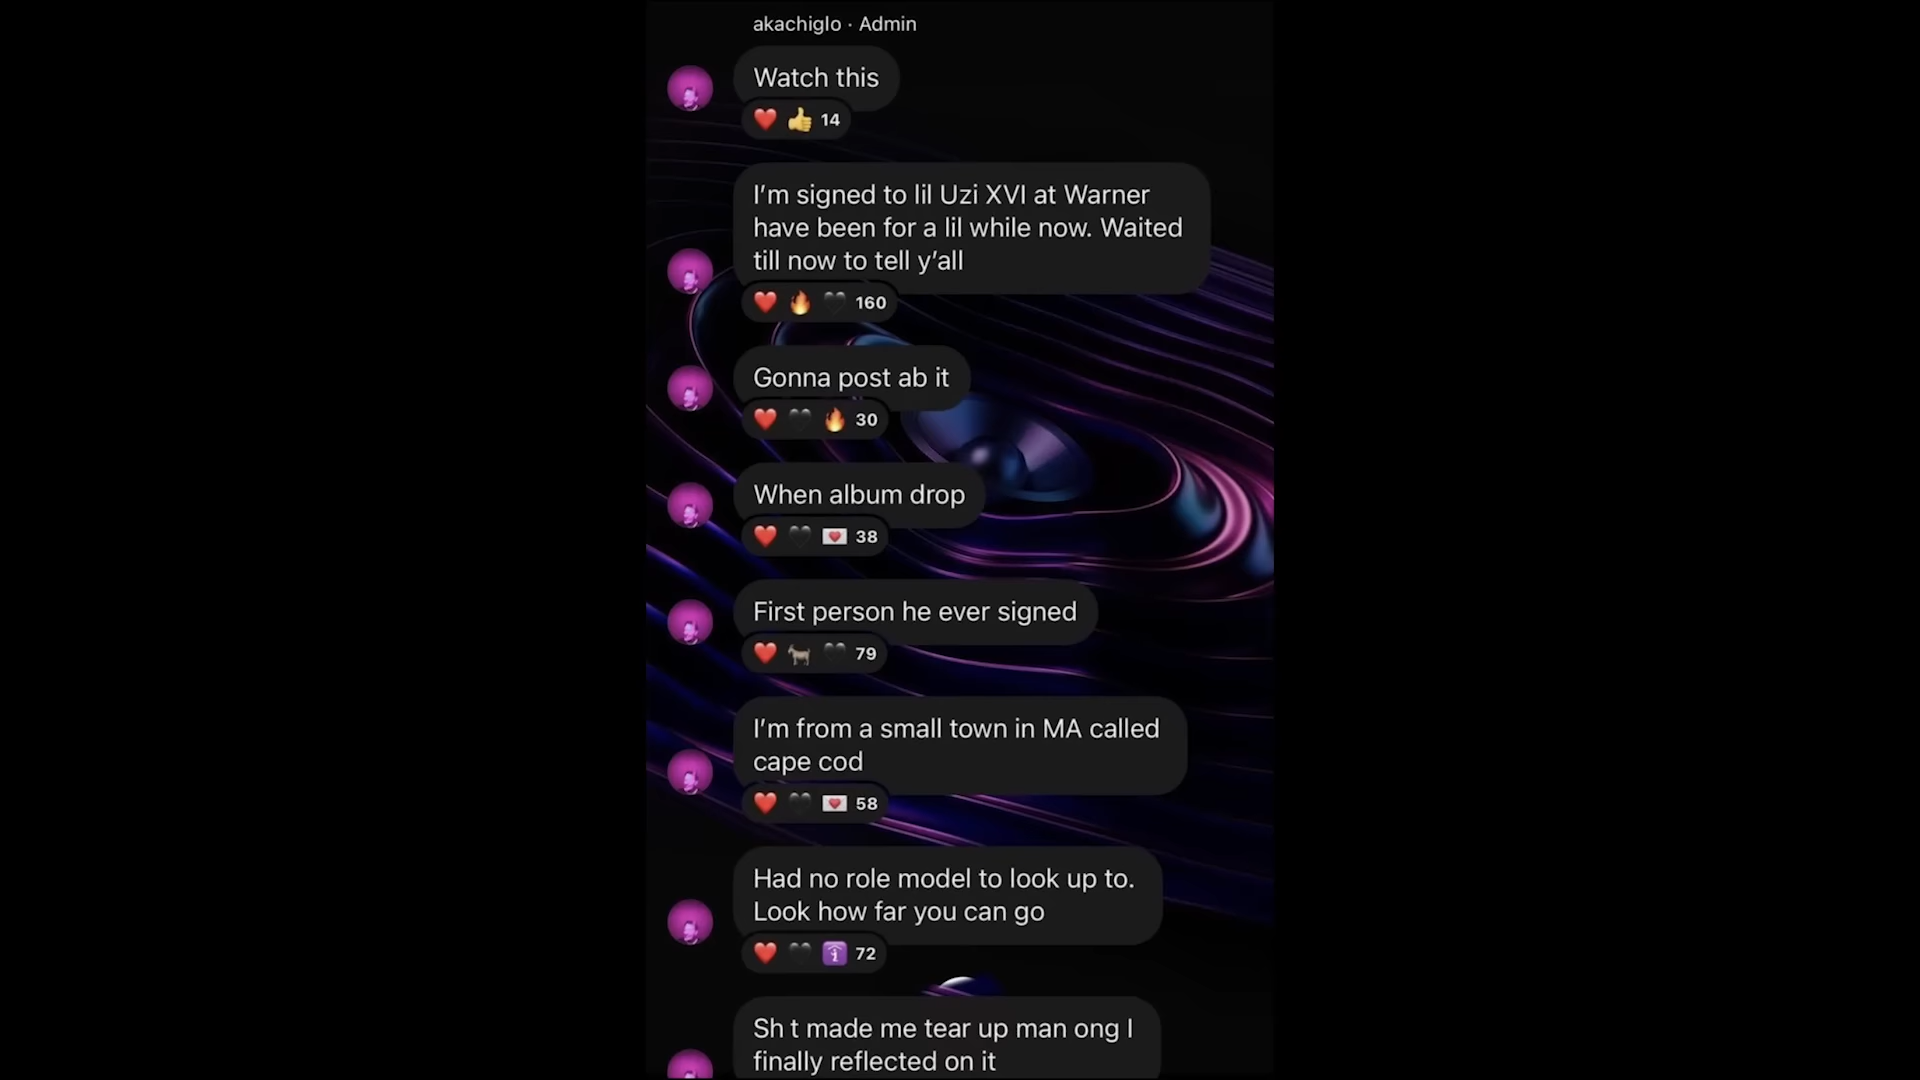 akachiglo · Admin
Watch this
❤️ 👍 14
I'm signed to lil Uzi XVI at Warner
have been for a lil while now. Waited
till now to tell y'all
❤️ 🔥 🖤 160
Gonna post ab it
❤️ 🖤 🔥 30
When album drop
❤️ 🖤 💌 38
First person he ever signed
❤️ 🐐 🖤 79
I'm from a small town in MA called
cape cod
❤️ 🖤 💌 58
Had no role model to look up to.
Look how far you can go
❤️ 🖤 🛐 72
Sh t made me tear up man ong I
finally reflected on it